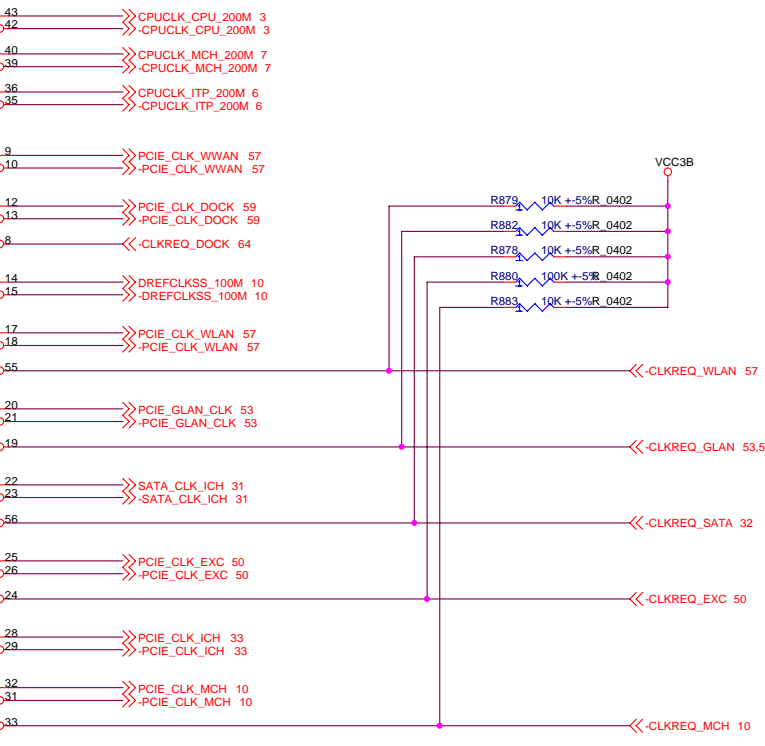 43 CPUCLK_CPU_200M 3
42 -CPUCLK_CPU_200M 3
40 CPUCLK_MCH_200M 7
39 -CPUCLK_MCH_200M 7
36 CPUCLK_ITP_200M 6
35 -CPUCLK_ITP_200M 6
9 PCIE_CLK_WWAN 57
10 -PCIE_CLK_WWAN 57
VCC3B
12 PCIE_CLK_DOCK 59
R879 1 10K +-5% R_0402
13 -PCIE_CLK_DOCK 59
R882 1 10K +-5% R_0402
8 -CLKREQ_DOCK 64
R878 1 10K +-5% R_0402
14 DREFCLKSS_100M 10
R880 1 100K +-5% R_0402
15 -DREFCLKSS_100M 10
R883 1 10K +-5% R_0402
17 PCIE_CLK_WLAN 57
18 -PCIE_CLK_WLAN 57
55 -CLKREQ_WLAN 57
20 PCIE_GLAN_CLK 53
21 -PCIE_GLAN_CLK 53
19 -CLKREQ_GLAN 53,5
22 SATA_CLK_ICH 31
23 -SATA_CLK_ICH 31
56 -CLKREQ_SATA 32
25 PCIE_CLK_EXC 50
26 -PCIE_CLK_EXC 50
24 -CLKREQ_EXC 50
28 PCIE_CLK_ICH 33
29 -PCIE_CLK_ICH 33
32 PCIE_CLK_MCH 10
31 -PCIE_CLK_MCH 10
33 -CLKREQ_MCH 10